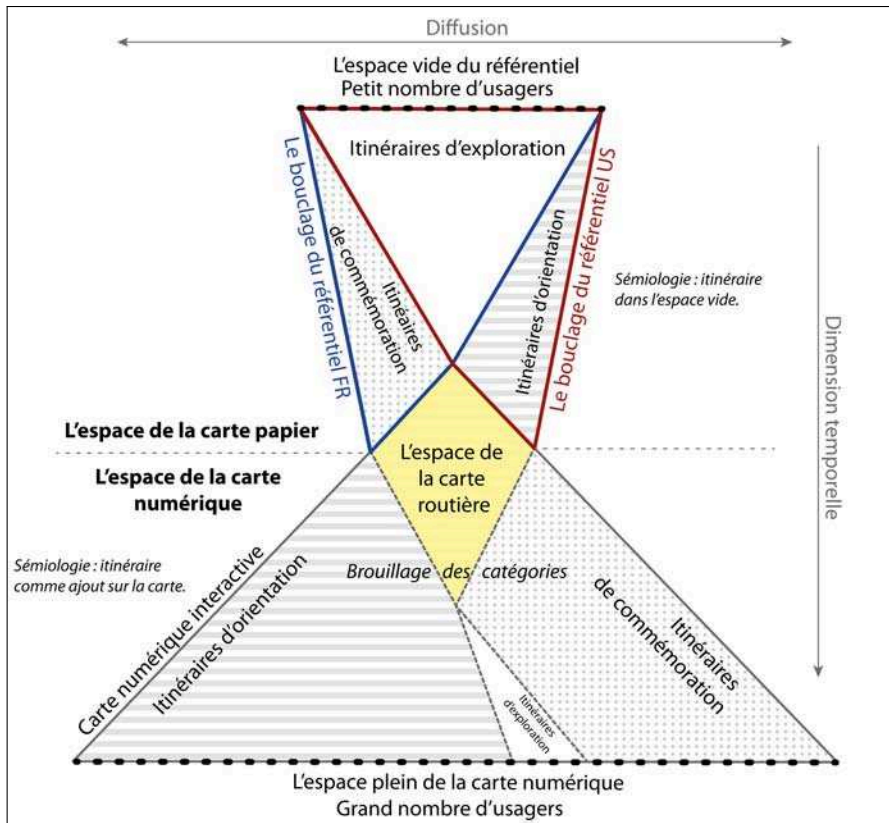 Diffusion
L'espace vide du référentiel
Petit nombre d'usagers
Itinéraires d'exploration
Le bouclage du référentiel FR
Itinéaires
de commémoration
Itinéraires d'orientation
Le bouclage du référentiel US
Sémiologie : itinéraire
dans l'espace vide.
Dimension temporelle
L'espace de la carte papier
L'espace de la carte
numérique
L'espace de
la carte
routière
Sémiologie : itinéraire
comme ajout sur la carte.
Brouillage des catégories
Carte numérique interactive
Itinéraires d'orientation
Itinéraires
d'exploration
Itinéraires
de commémoration
L'espace plein de la carte numérique
Grand nombre d'usagers